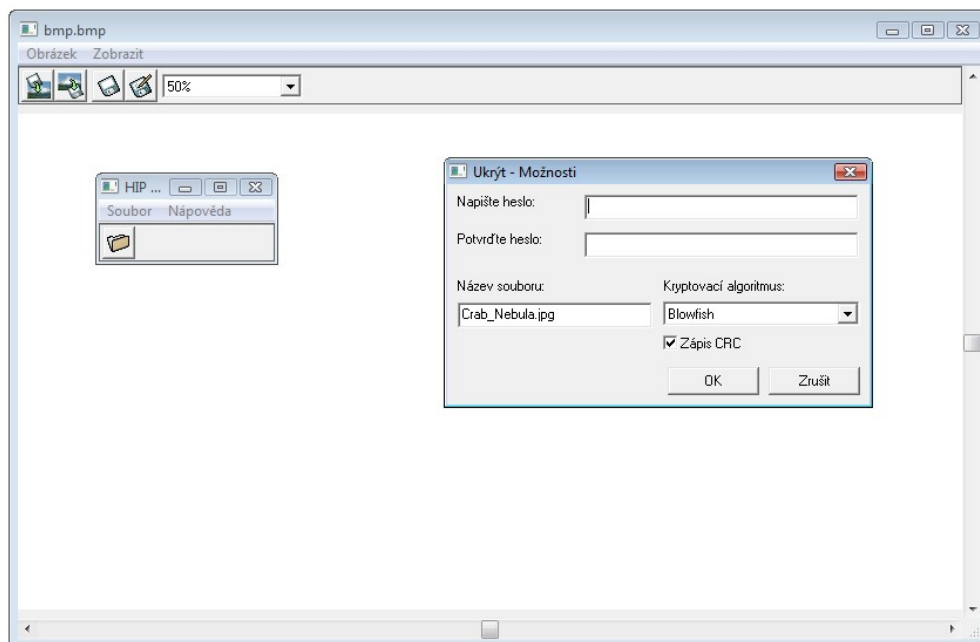 bmp.bmp
Obrázek Zobrazit
50%
HIP ...
Soubor Nápověda
Ukrýt - Možnosti
Napište heslo:
Potvrďte heslo:
Název souboru: Kryptovací algoritmus:
Crab_Nebula.jpg Blowfish
Zápis CRC
OK Zrušit